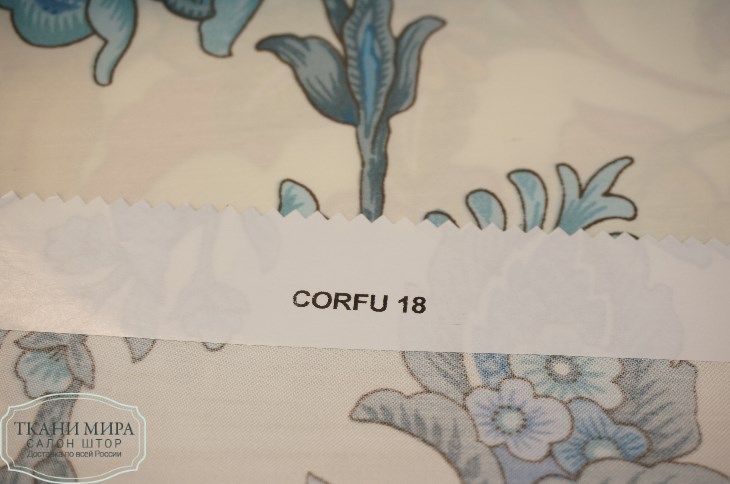 CORFU 18
ТКАНИ МИРА
САЛОН ШТОР
Доставка по всей России